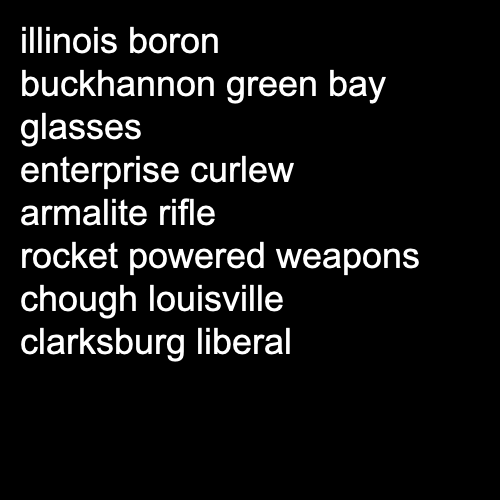 illinois boron
buckhannon green bay
glasses
enterprise curlew
armalite rifle
rocket powered weapons
chough louisville
clarksburg liberal